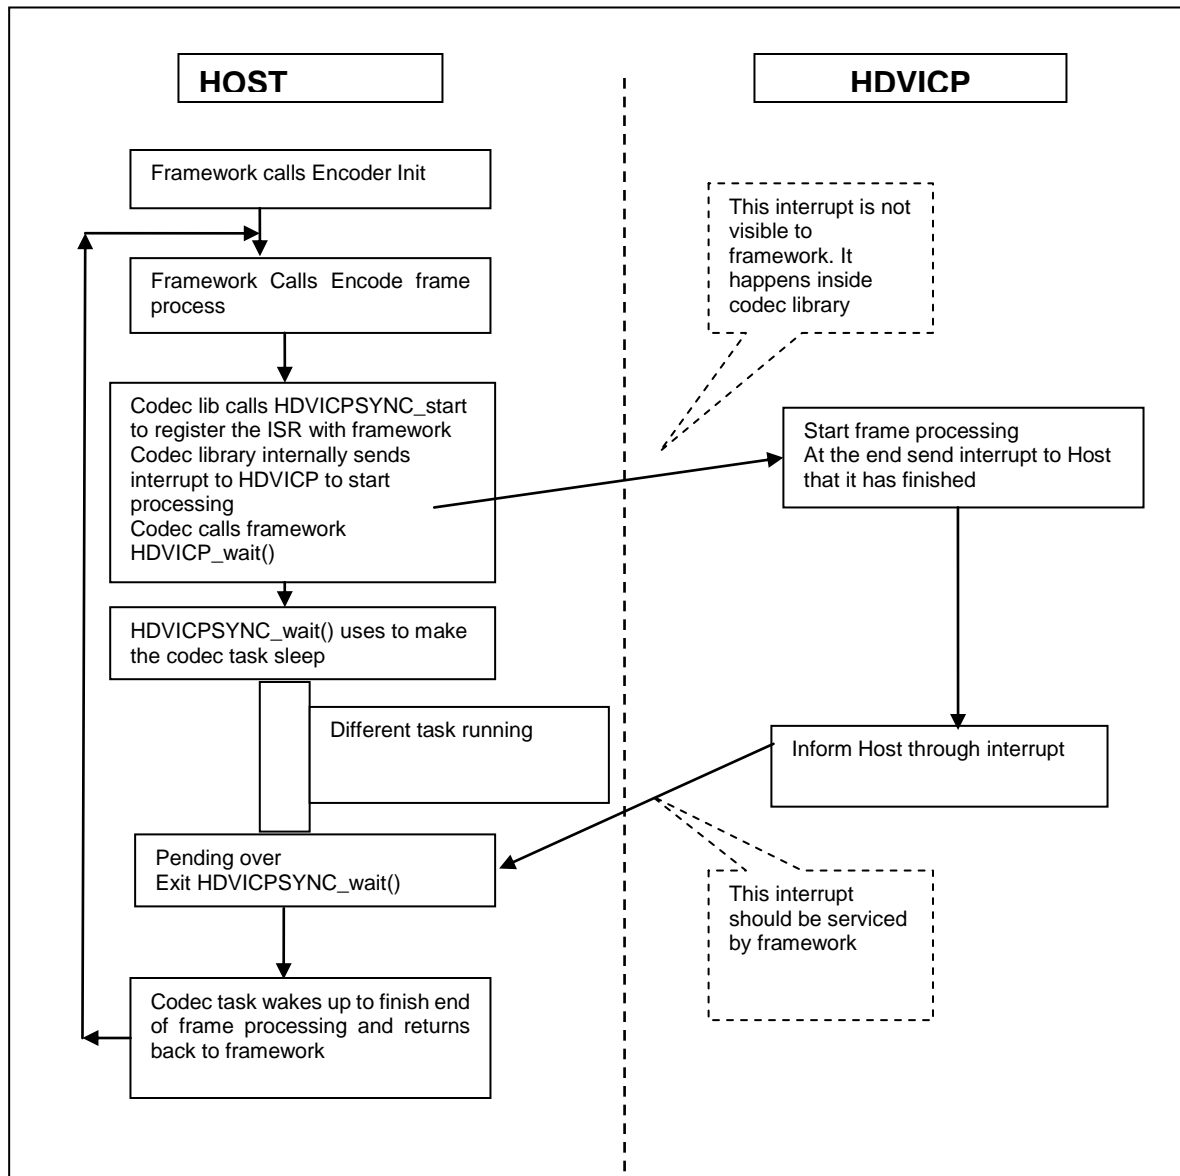 HOST
HDVICP
Framework calls Encoder Init
This interrupt is not
visible to
framework. It
happens inside
codec library
Framework Calls Encode frame
process
Codec lib calls HDVICPSYNC_start
to register the ISR with framework
Codec library internally sends
interrupt to HDVICP to start
processing
Codec calls framework
HDVICP_wait()
Start frame processing
At the end send interrupt to Host
that it has finished
HDVICPSYNC_wait() uses to make
the codec task sleep
Different task running
Inform Host through interrupt
Pending over
Exit HDVICPSYNC_wait()
This interrupt
should be serviced
by framework
Codec task wakes up to finish end
of frame processing and returns
back to framework